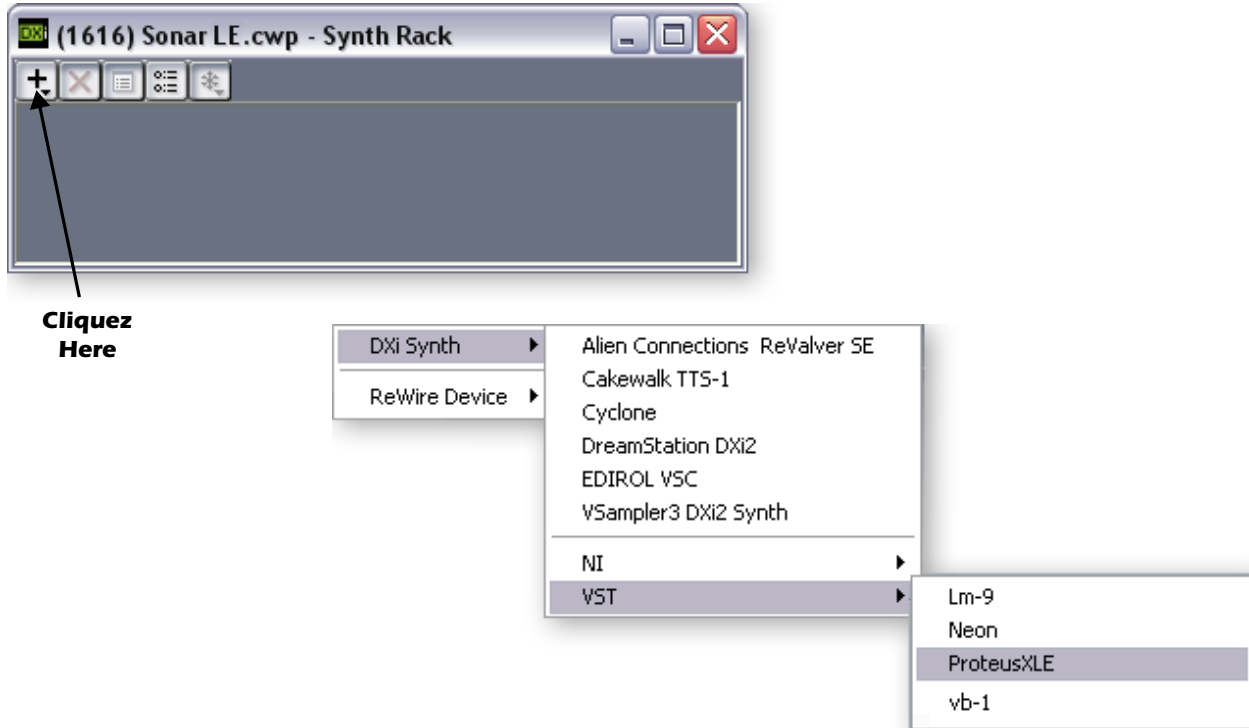 (1616) Sonar LE.cwp - Synth Rack
Cliquez
Here
DXi Synth
ReWire Device
Alien Connections ReValver SE
Cakewalk TTS-1
Cyclone
DreamStation DXi2
EDIROL VSC
VSampler3 DXi2 Synth
NI
VST
Lm-9
Neon
ProteusXLE
vb-1